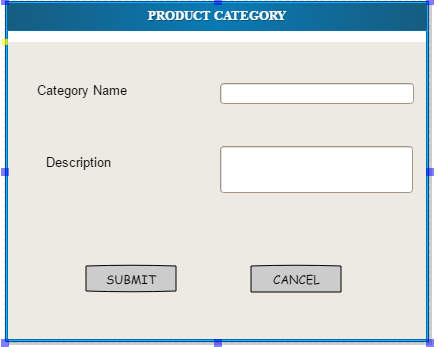 PRODUCT CATEGORY
Category Name
Description
SUBMIT CANCEL